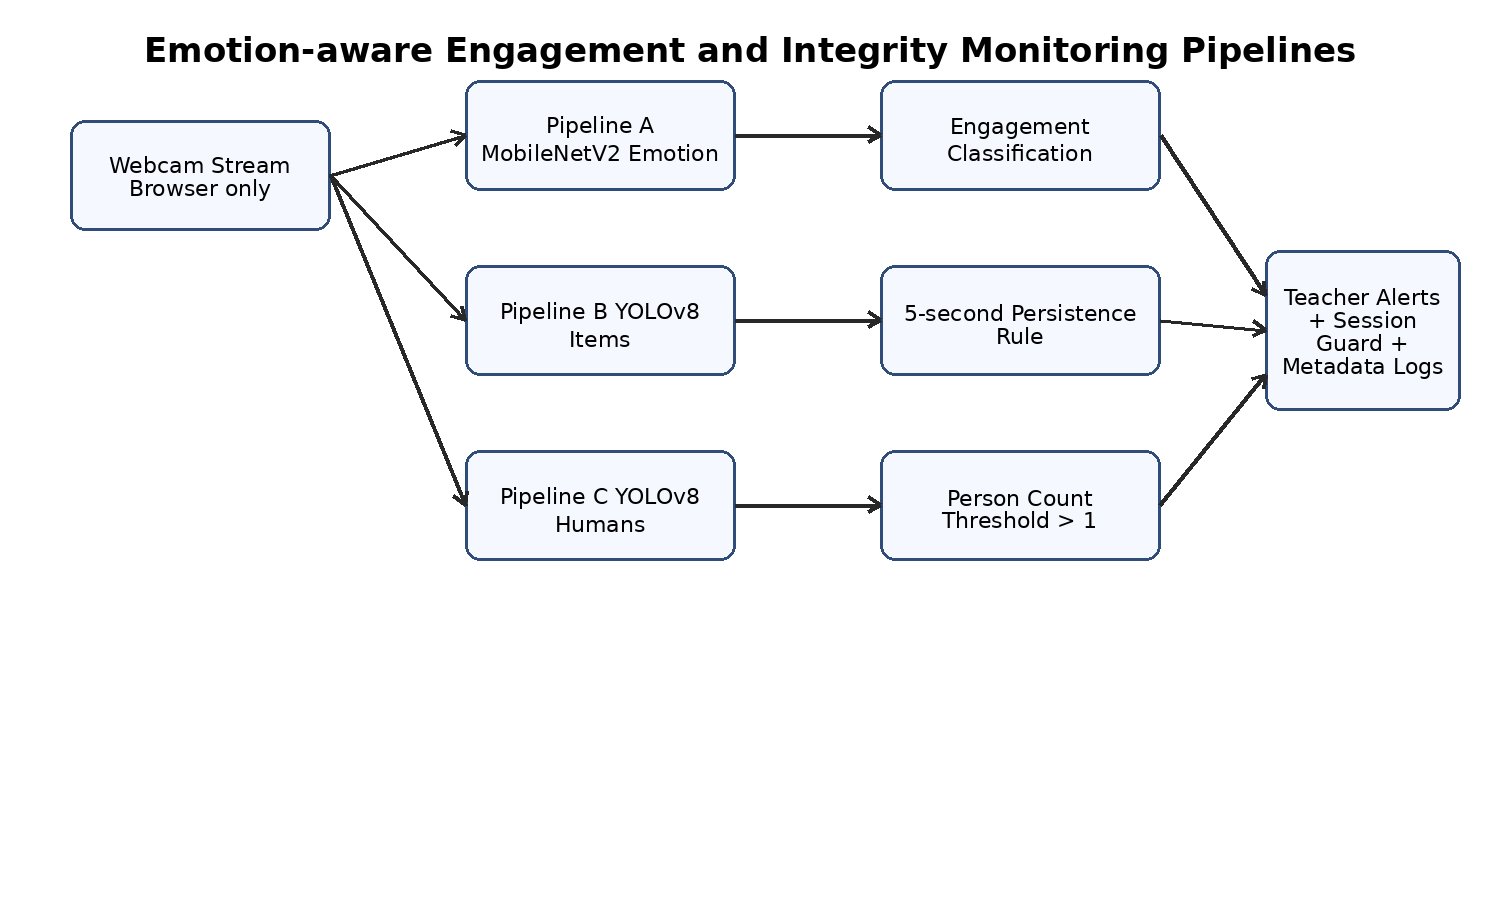 Emotion-aware Engagement and Integrity Monitoring Pipelines
Webcam Stream
Browser only
Pipeline A
MobileNetV2 Emotion
Engagement
Classification
Pipeline B YOLOv8
Items
5-second Persistence
Rule
Pipeline C YOLOv8
Humans
Person Count
Threshold > 1
Teacher Alerts
+ Session
Guard +
Metadata Logs